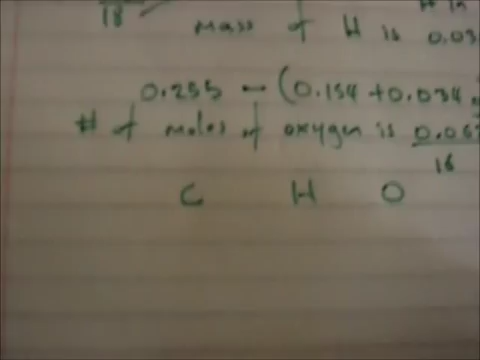 18
mass of H is 0.03
0.255 - (0.154 + 0.034
# of moles of oxygen is 0.067
16
C H O